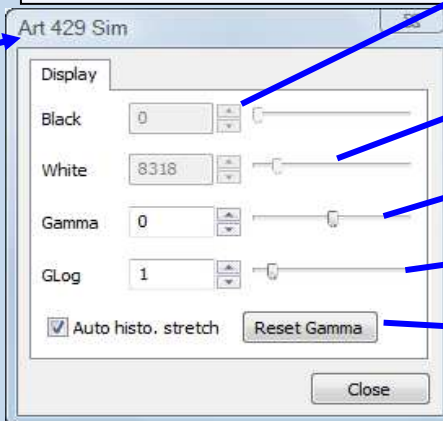 Art 429 Sim
Display
Black 0
White 8318
Gamma 0
GLog 1
Auto histo. stretch Reset Gamma
Close